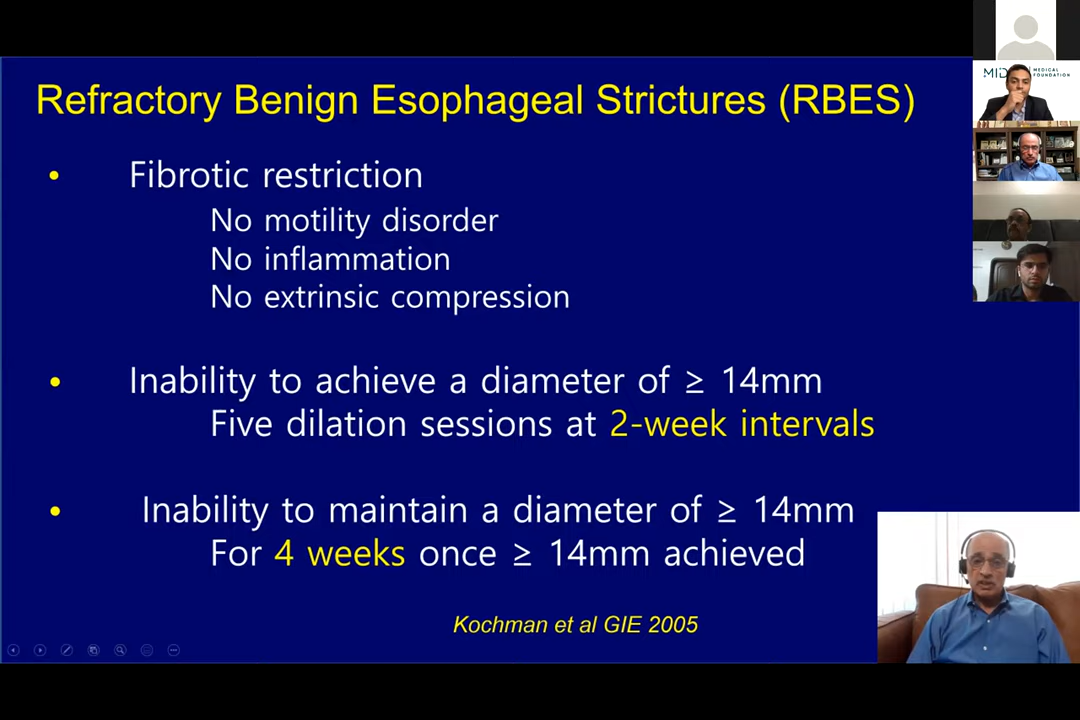 Refractory Benign Esophageal Strictures (RBES)
• Fibrotic restriction
No motility disorder
No inflammation
No extrinsic compression
• Inability to achieve a diameter of ≥ 14mm
Five dilation sessions at 2-week intervals
• Inability to maintain a diameter of ≥ 14mm
For 4 weeks once ≥ 14mm achieved
Kochman et al GIE 2005
MEDICAL
FOUNDATION